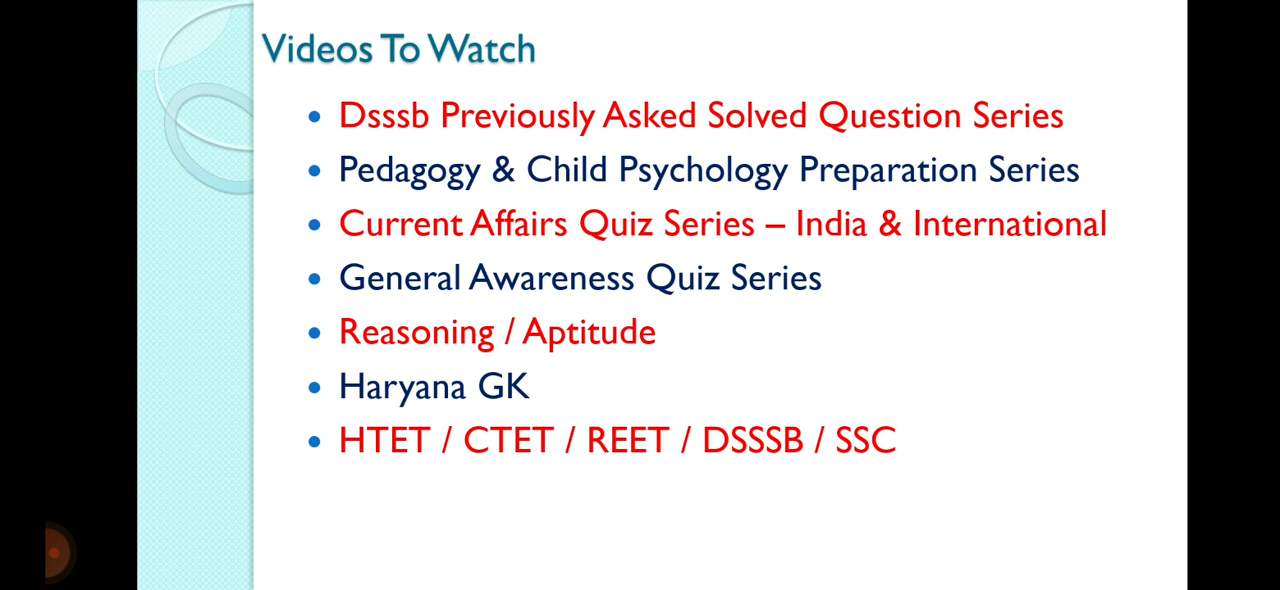 Videos To Watch
Dsssb Previously Asked Solved Question Series
Pedagogy & Child Psychology Preparation Series
Current Affairs Quiz Series – India & International
General Awareness Quiz Series
Reasoning / Aptitude
Haryana GK
HTET / CTET / REET / DSSSB / SSC